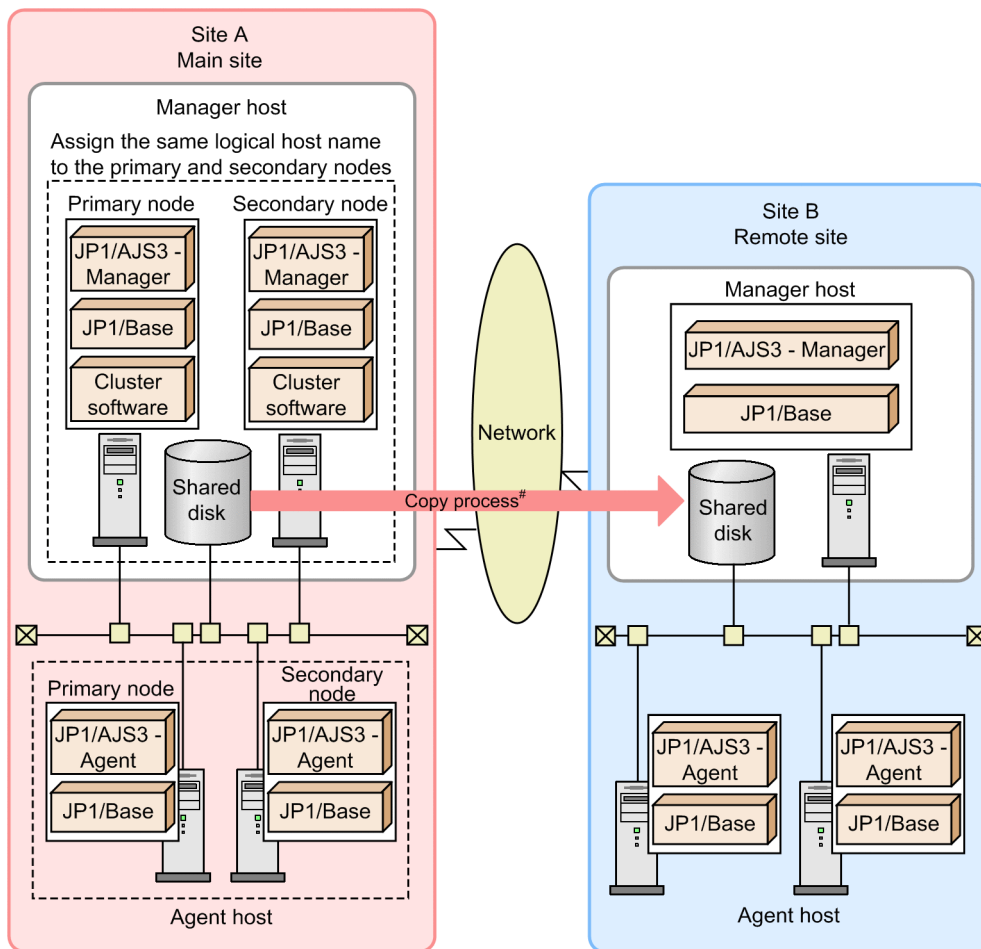 Site A
Main site
Manager host
Assign the same logical host name
to the primary and secondary nodes
Primary node
JP1/AJS3 -
Manager
JP1/Base
Cluster
software
Secondary node
JP1/AJS3 -
Manager
JP1/Base
Cluster
software
Shared
disk
Copy process#
Network
Primary node
JP1/AJS3 -
Agent
JP1/Base
Secondary
node
JP1/AJS3 -
Agent
JP1/Base
Agent host
Site B
Remote site
Manager host
JP1/AJS3 - Manager
JP1/Base
Shared
disk
JP1/AJS3 -
Agent
JP1/Base
JP1/AJS3 -
Agent
JP1/Base
Agent host